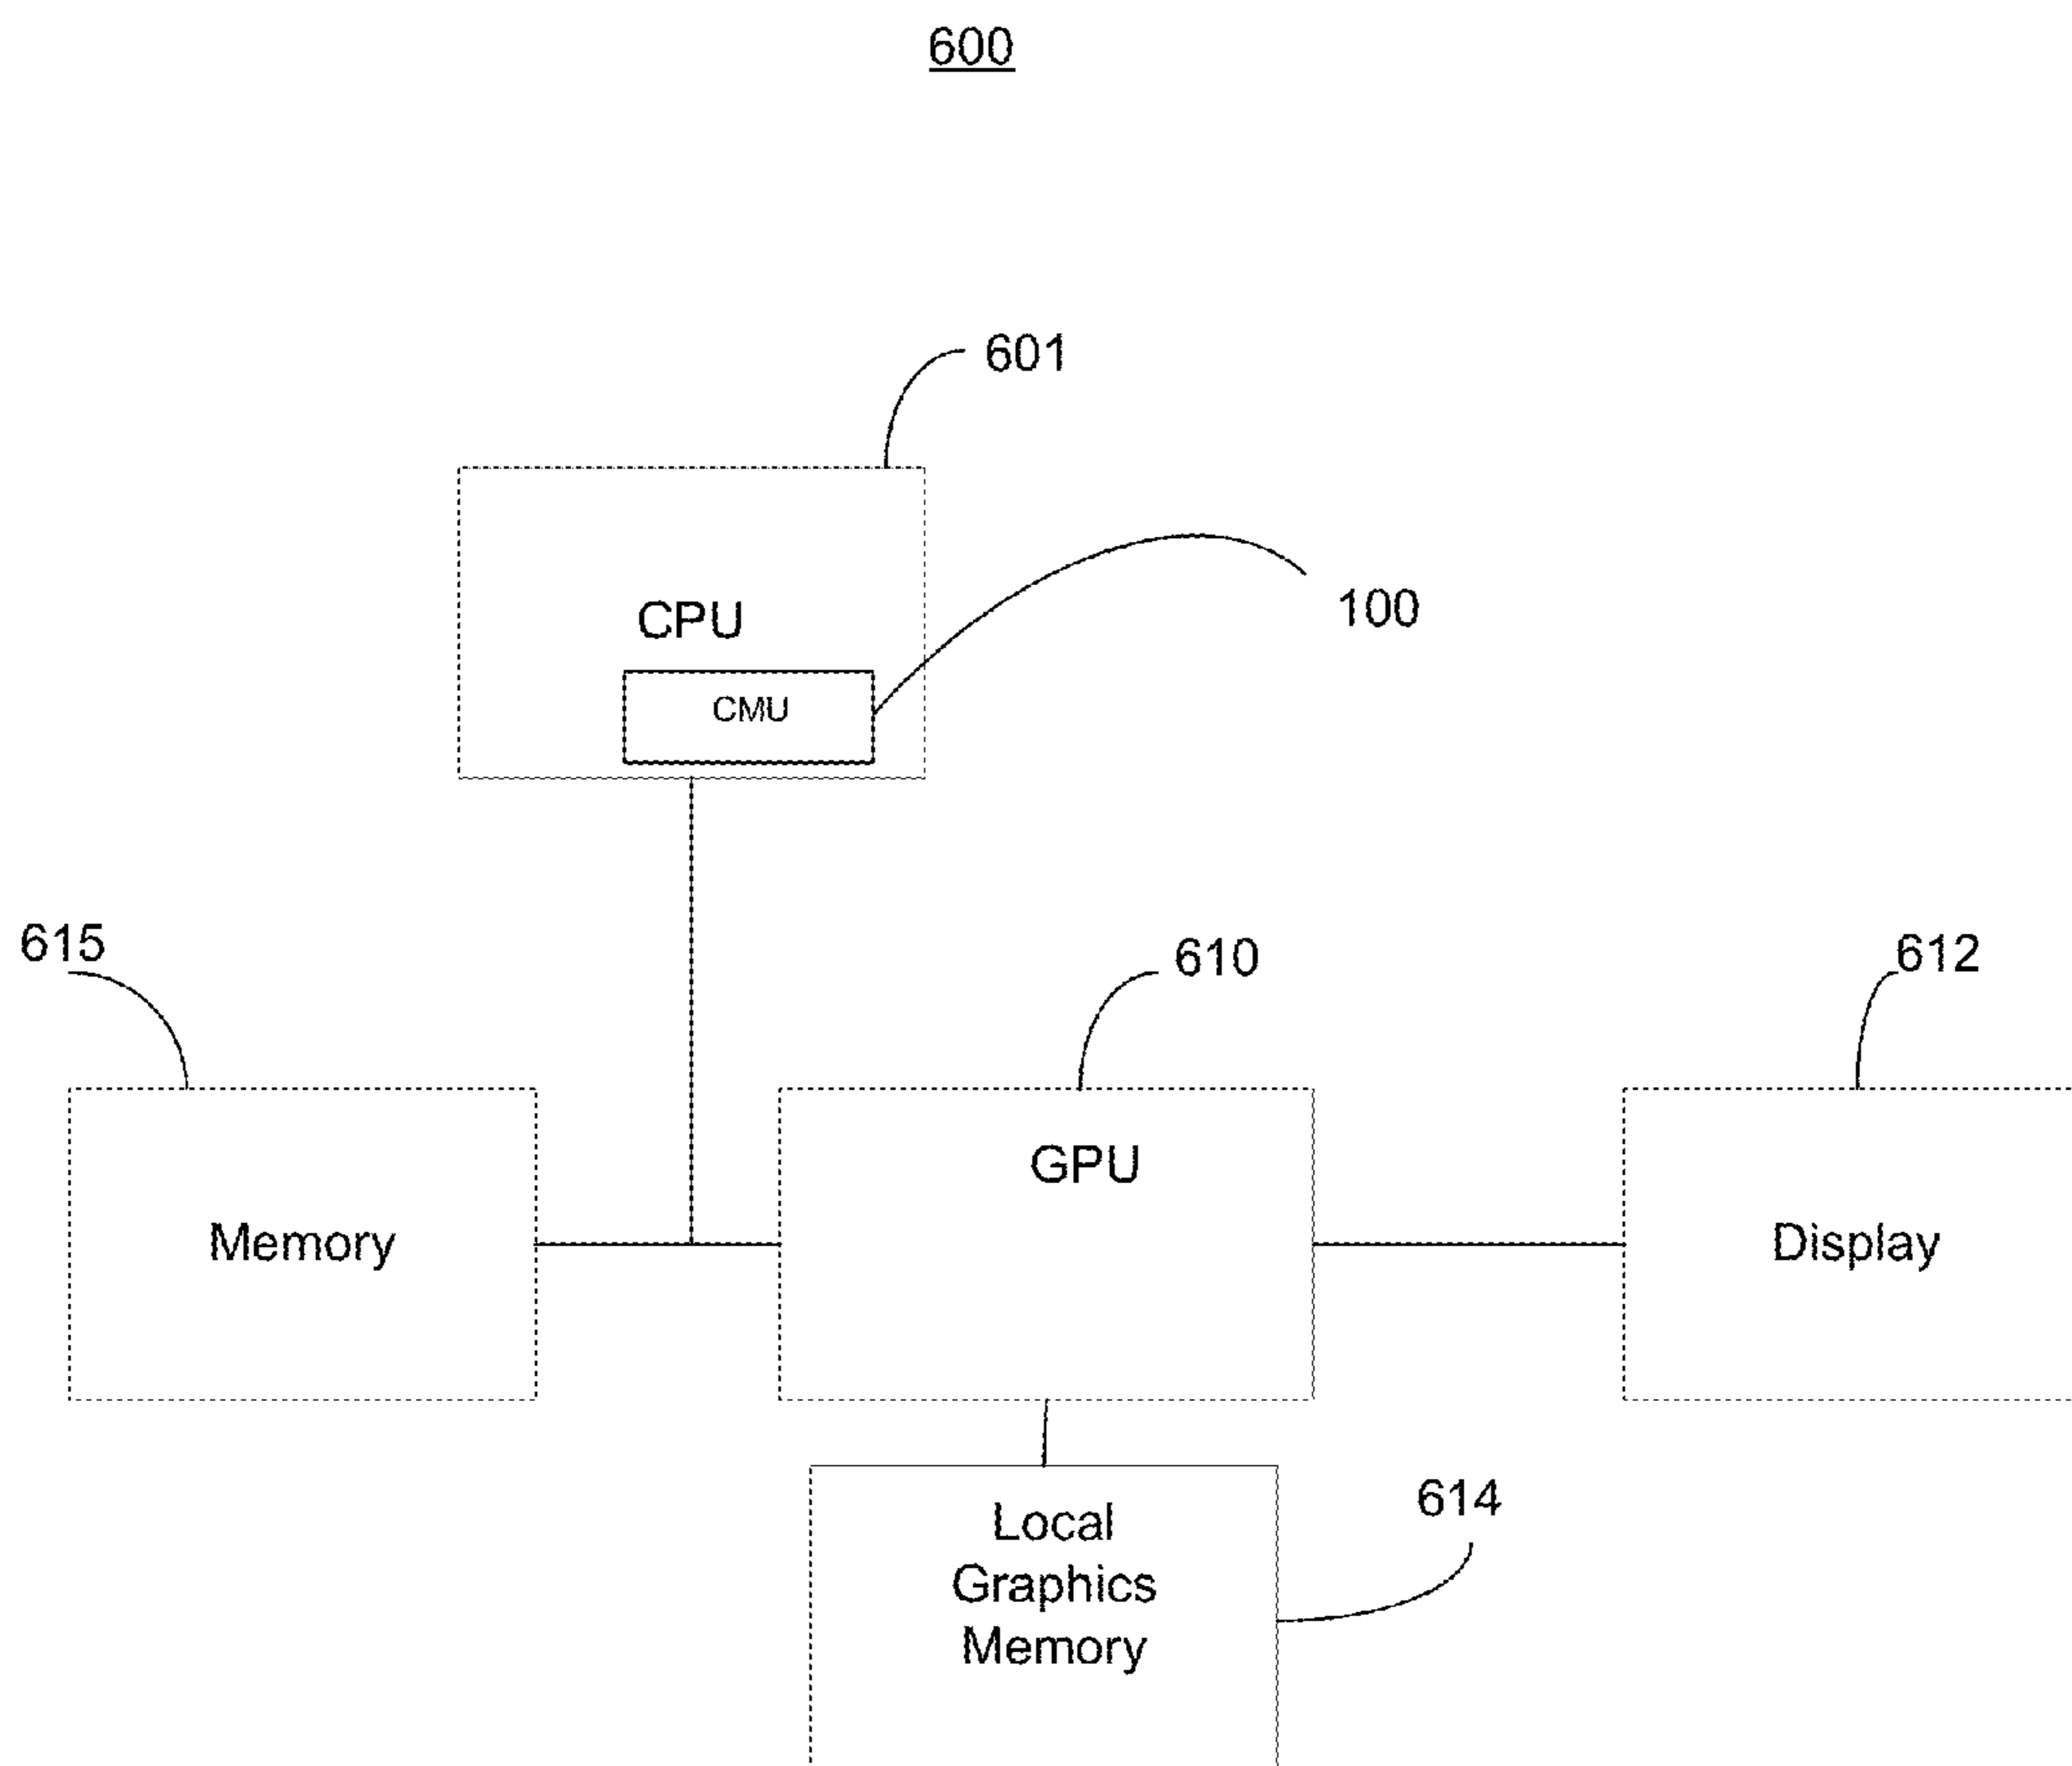 600
601
CPU
100
CMU
615
610
612
GPU
Memory
Display
614
Local
Graphics
Memory